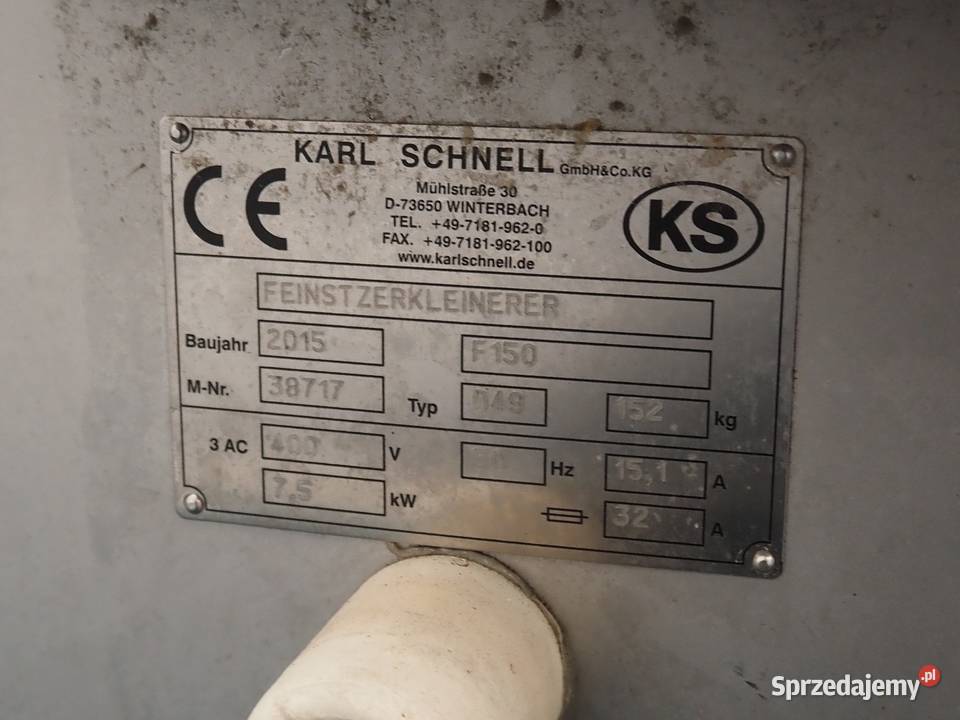 KARL SCHNELL GmbH&Co.KG
Mühlstraße 30
D-73650 WINTERBACH
TEL. +49-7181-962-0
FAX. +49-7181-962-100
www.karlschnell.de
CE
KS
FEINSTZERKLEINERER
Baujahr 2015 F150
M-Nr. 38717 Typ 049 152 kg
3 AC 400 V Hz 15,1 A
7,5 kW 32 A
Sprzedajemy.pl